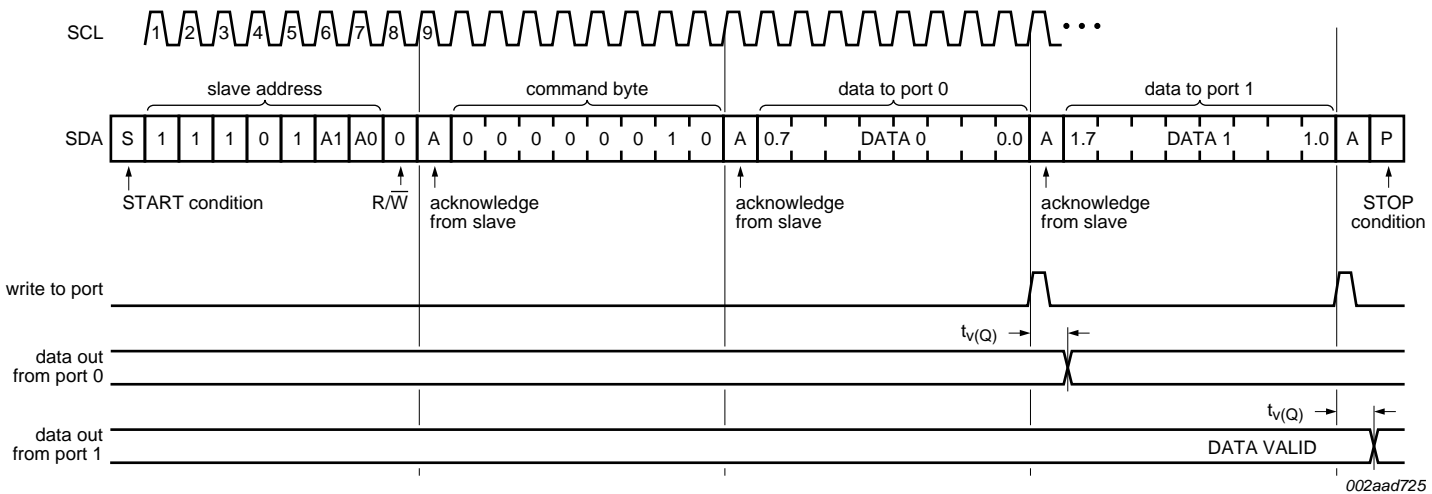 SCL 1 2 3 4 5 6 7 8 9 • • •
slave address command byte data to port 0 data to port 1
SDA S 1 1 1 0 1 A1 A0 0 A 0 0 0 0 0 0 1 0 A 0.7 DATA 0 0.0 A 1.7 DATA 1 1.0 A P
START condition R/W̅ acknowledge acknowledge acknowledge STOP
from slave from slave from slave condition
write to port
tv(Q)
data out
from port 0
tv(Q)
data out
from port 1 DATA VALID
002aad725